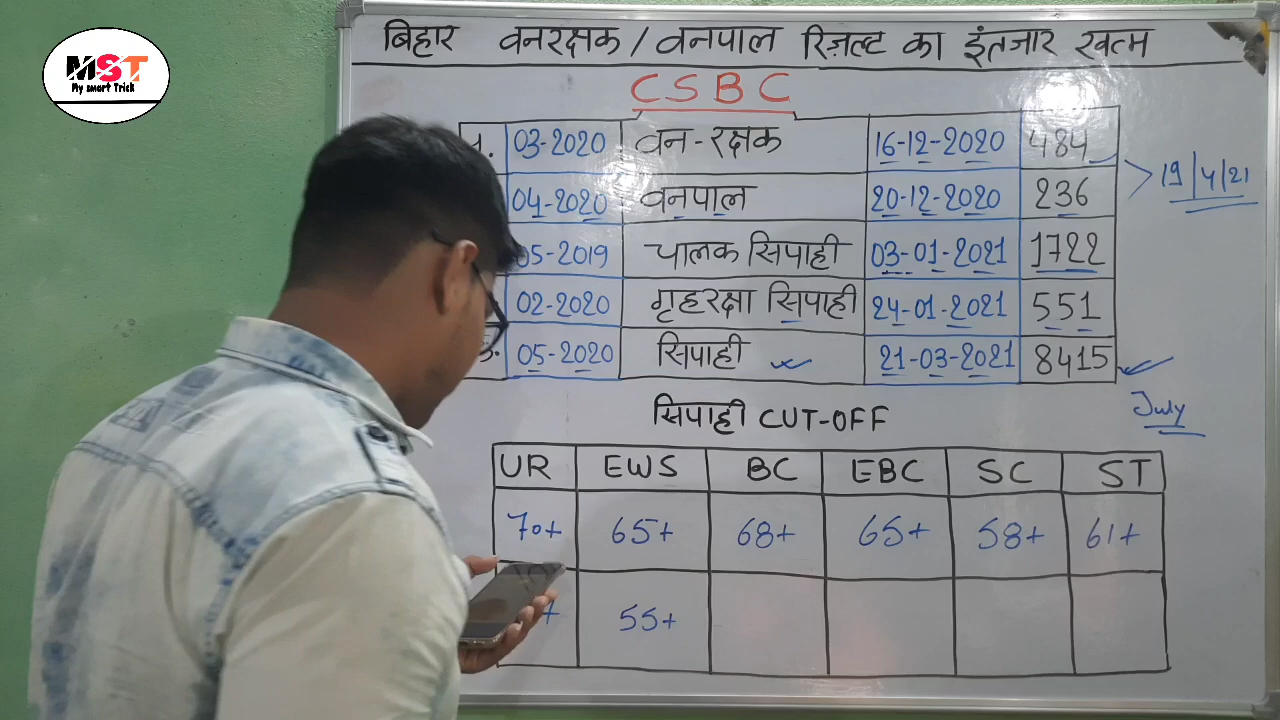 MST
My smart Trick
बिहार वनरक्षक / वनपाल रिज़ल्ट का इंतजार खत्म
CSBC
1. 03-2020 वन-रक्षक 16-12-2020 484
04-2020 वनपाल 20-12-2020 236
19/4/21
05-2019 चालक सिपाही 03-01-2021 1722
02-2020 गृहरक्षा सिपाही 24-01-2021 551
5. 05-2020 सिपाही 21-03-2021 8415
July
सिपाही CUT-OFF
UR EWS BC EBC SC ST
70+ 65+ 68+ 65+ 58+ 61+
+ 55+